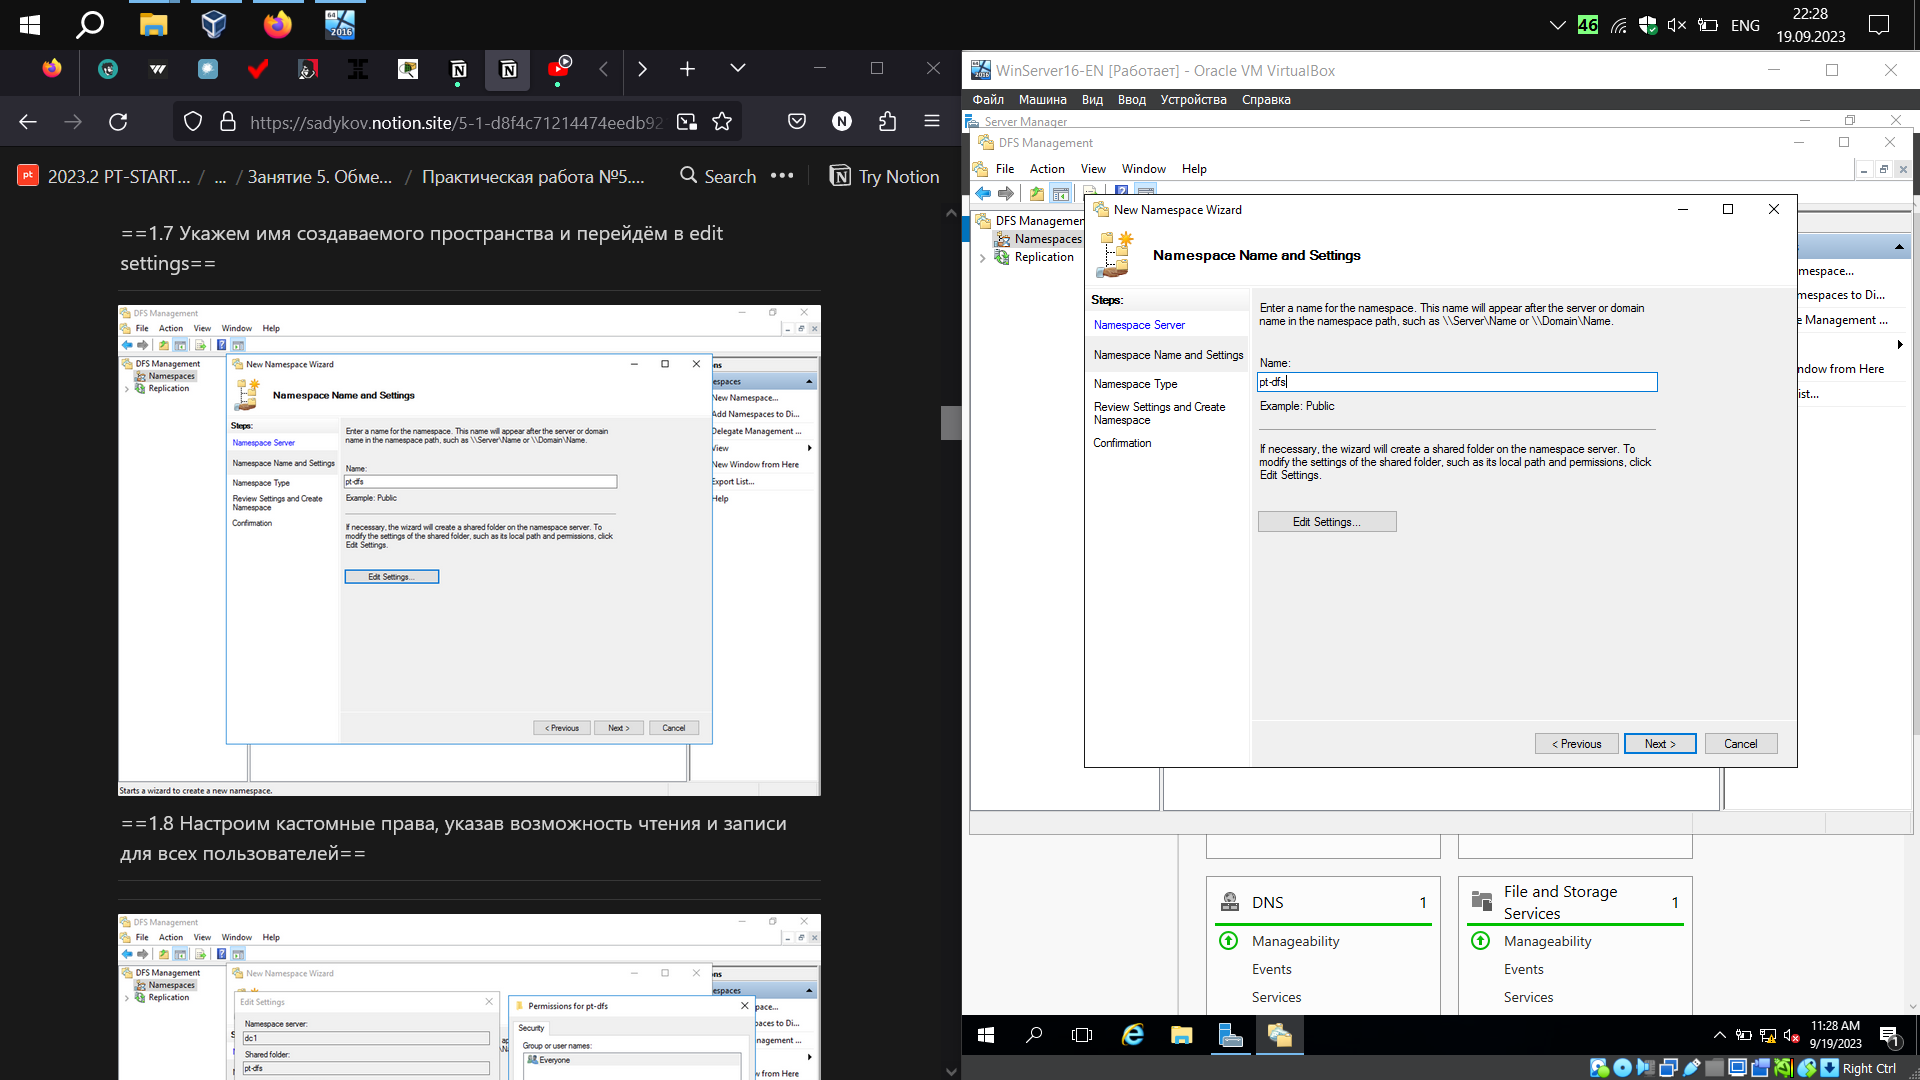 22:28
46
ENG
19.09.2023
https://sadykov.notion.site/5-1-d8f4c71214474eedb92
2023.2 PT-START... / ... / Занятие 5. Обме... / Практическая работа №5....
Search
Try Notion
==1.7 Укажем имя создаваемого пространства и перейдём в edit
settings==
DFS Management
File Action View Window Help
DFS Management
Namespaces
Replication
New Namespace Wizard
Namespace Name and Settings
Steps:
Namespace Server
Namespace Name and Settings
Namespace Type
Review Settings and Create
Namespace
Confirmation
Enter a name for the namespace. This name will appear after the server or domain
name in the namespace path, such as \\Server\Name or \\Domain\Name.
Name:
pt-dfs
Example: Public
If necessary, the wizard will create a shared folder on the namespace server. To
modify the settings of the shared folder, such as its local path and permissions, click
Edit Settings.
Edit Settings...
< Previous
Next >
Cancel
ons
espaces
New Namespace...
Add Namespaces to Di...
Delegate Management ...
View
New Window from Here
Export List...
Help
Starts a wizard to create a new namespace.
==1.8 Настроим кастомные права, указав возможность чтения и записи
для всех пользователей==
DFS Management
File Action View Window Help
DFS Management
Namespaces
Replication
New Namespace Wizard
Edit Settings
Namespace server:
dc1
Shared folder:
pt-dfs
Permissions for pt-dfs
Security
Group or user names:
Everyone
ons
espaces
pace...
paces to Di...
nagement ...
w from Here
WinServer16-EN [Работает] - Oracle VM VirtualBox
Файл Машина Вид Ввод Устройства Справка
Server Manager
DFS Management
File Action View Window Help
DFS Managemen
Namespaces
Replication
New Namespace Wizard
Namespace Name and Settings
Steps:
Namespace Server
Namespace Name and Settings
Namespace Type
Review Settings and Create
Namespace
Confirmation
Enter a name for the namespace. This name will appear after the server or domain
name in the namespace path, such as \\Server\Name or \\Domain\Name.
Name:
pt-dfs
Example: Public
If necessary, the wizard will create a shared folder on the namespace server. To
modify the settings of the shared folder, such as its local path and permissions, click
Edit Settings.
Edit Settings...
< Previous
Next >
Cancel
mespace...
mespaces to Di...
e Management ...
ndow from Here
ist...
DNS 1
Manageability
Events
Services
File and Storage
Services 1
Manageability
Events
Services
11:28 AM
9/19/2023
1
Right Ctrl